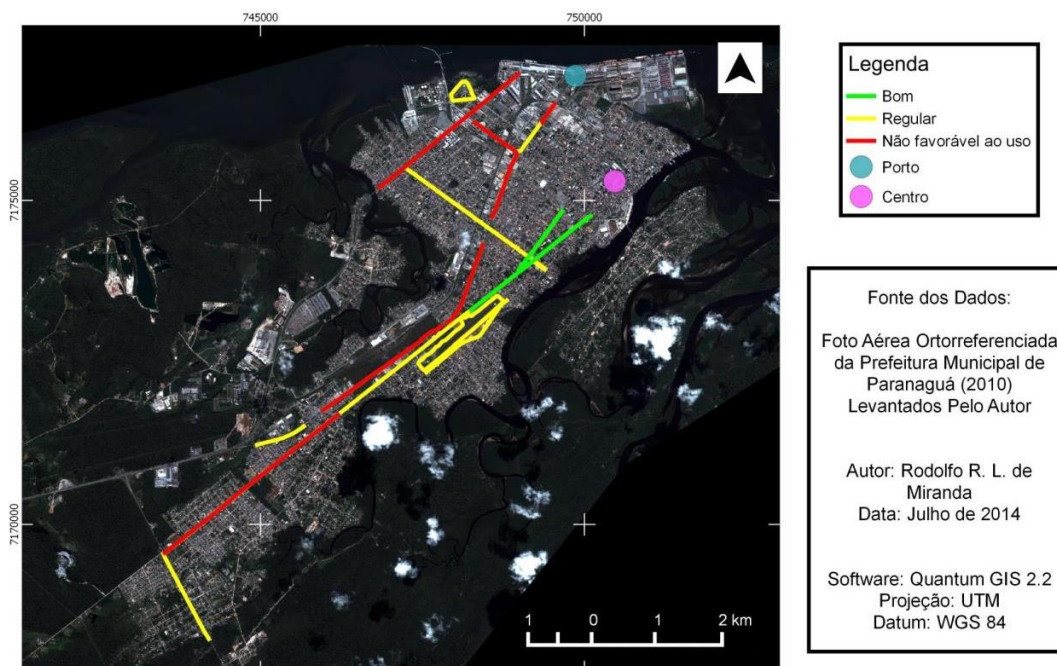 745000
750000
7175000
7170000
1 0 1 2 km
745000
750000
Legenda
Bom
Regular
Não favorável ao uso
Porto
Centro
Fonte dos Dados:
Foto Aérea Ortorreferenciada
da Prefeitura Municipal de
Paranaguá (2010)
Levantados Pelo Autor
Autor: Rodolfo R. L. de
Miranda
Data: Julho de 2014
Software: Quantum GIS 2.2
Projeção: UTM
Datum: WGS 84